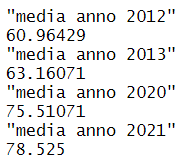 "media anno 2012"
60.96429
"media anno 2013"
63.16071
"media anno 2020"
75.51071
"media anno 2021"
78.525